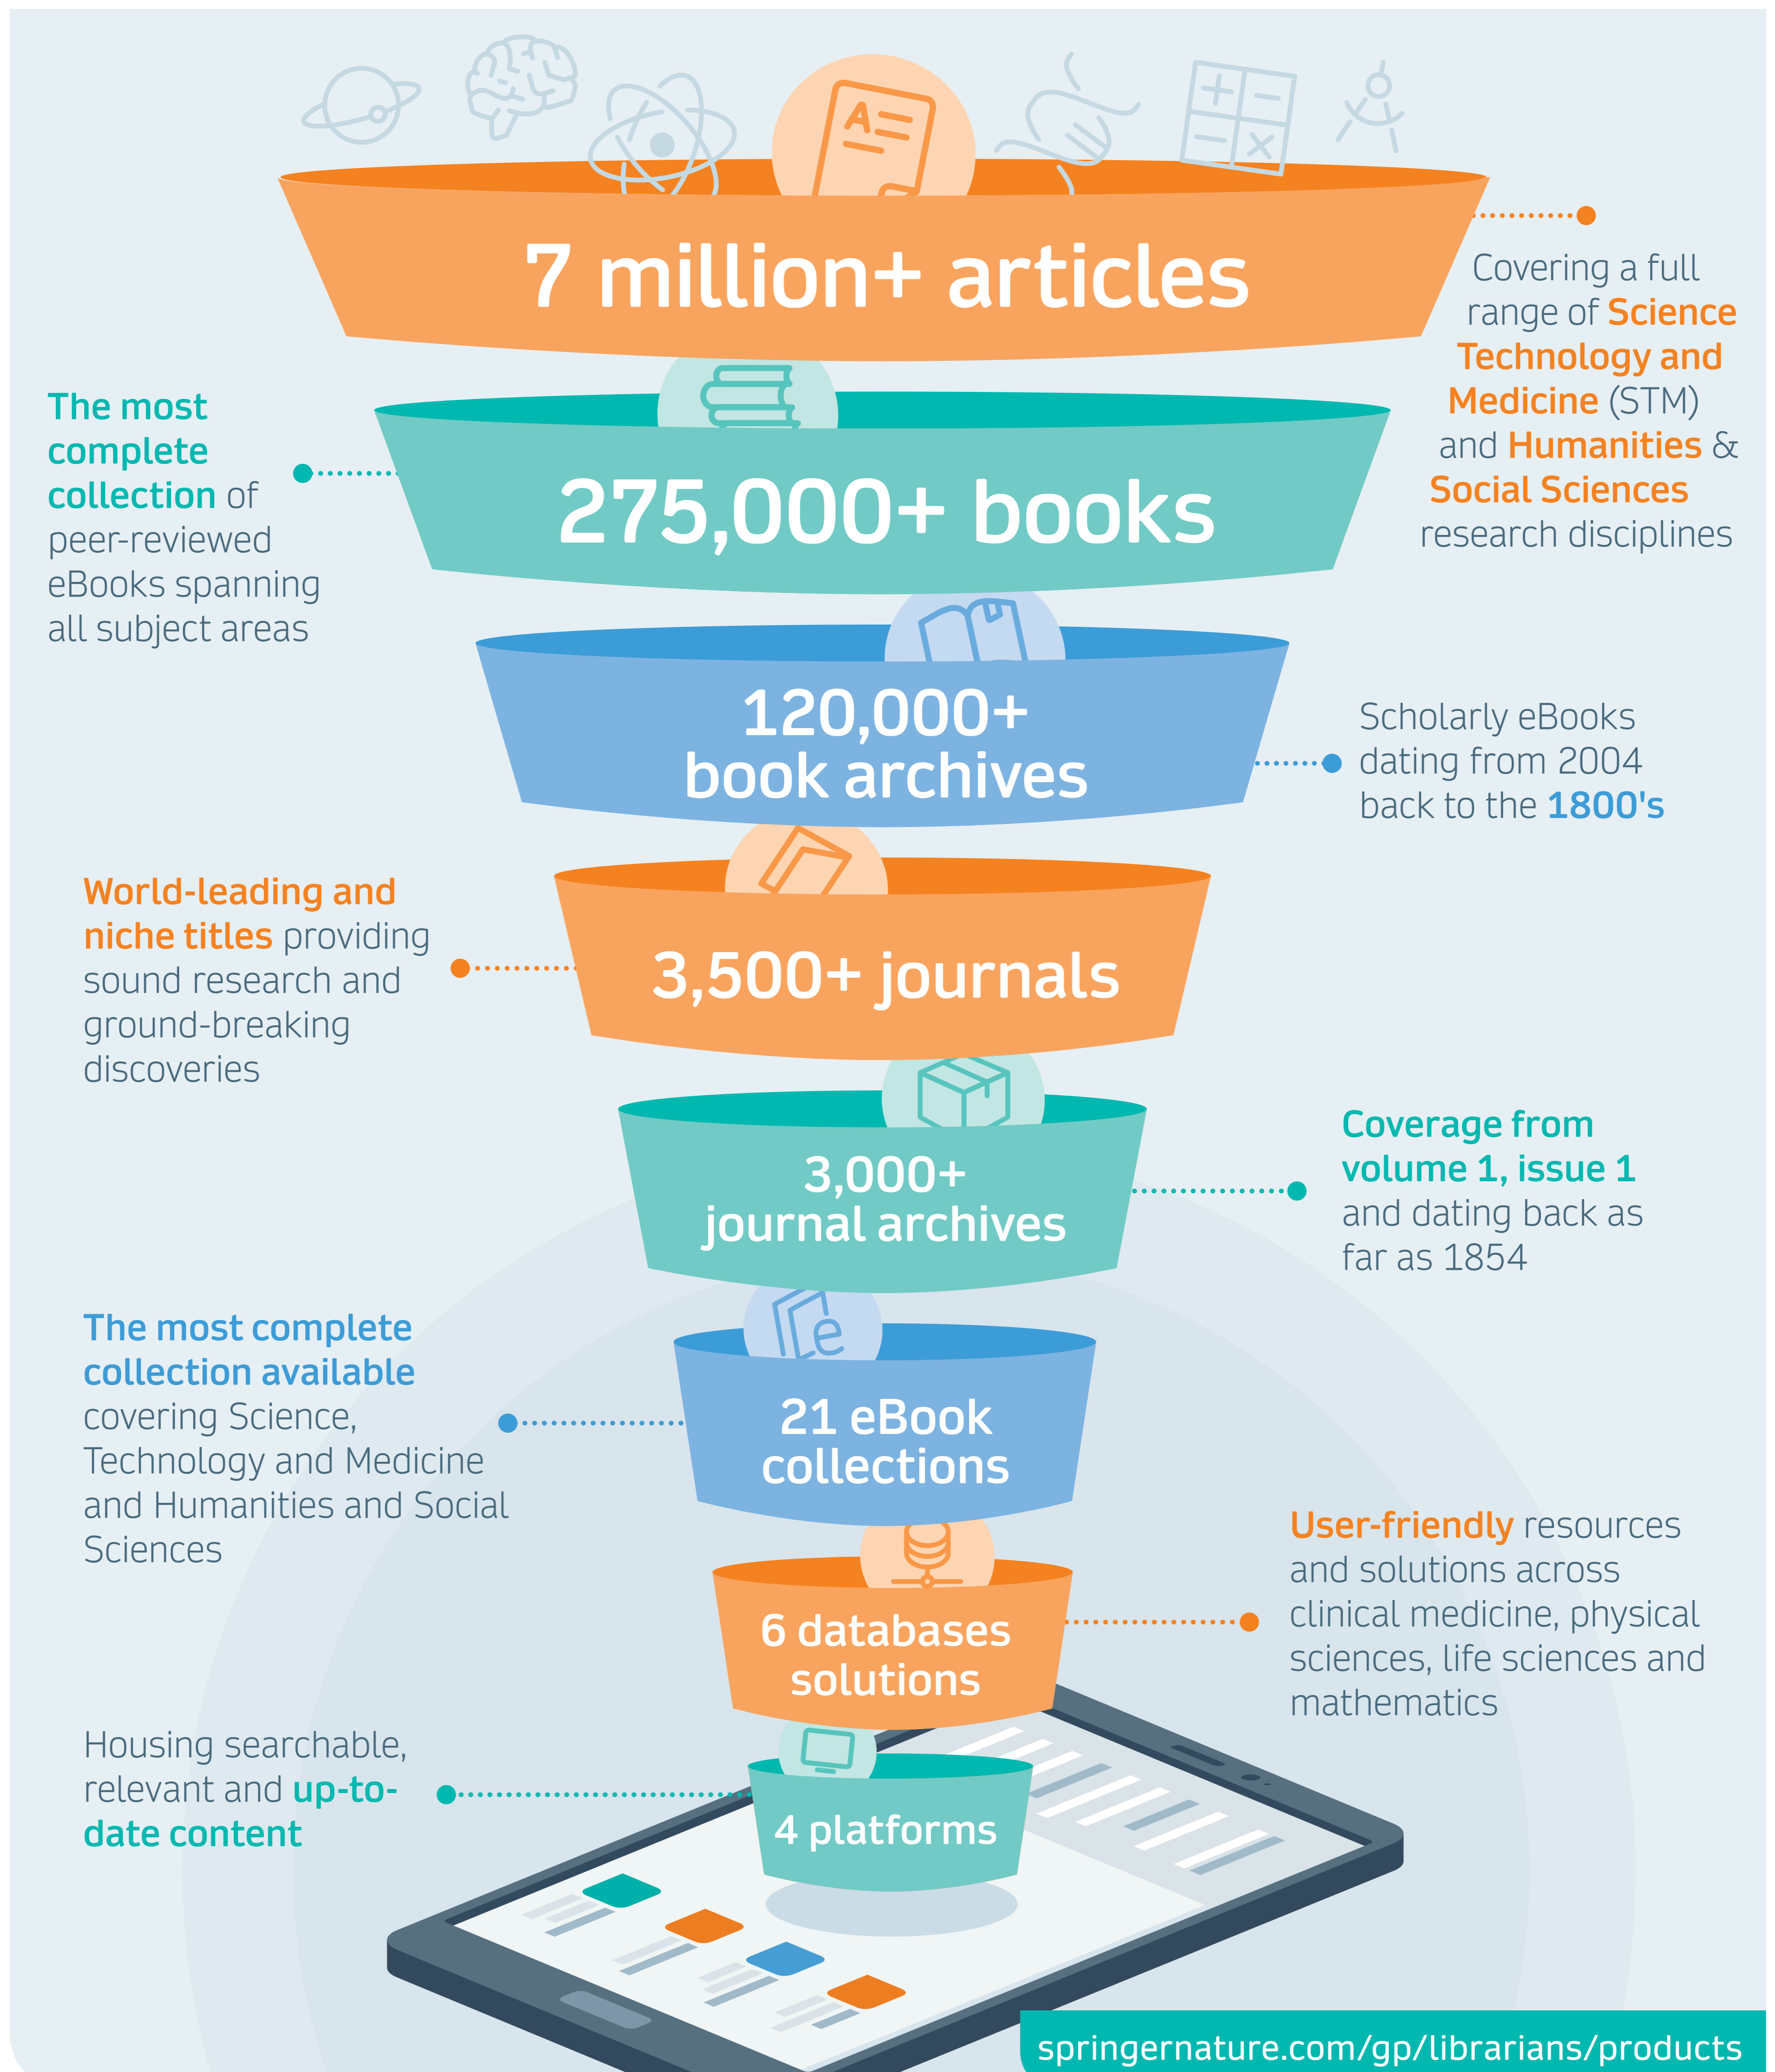 A
7 million+ articles
Covering a full
range of Science
Technology and
Medicine (STM)
and Humanities &
Social Sciences
research disciplines
The most
complete
collection of
peer-reviewed
eBooks spanning
all subject areas
275,000+ books
120,000+
book archives
Scholarly eBooks
dating from 2004
back to the 1800's
World-leading and
niche titles providing
sound research and
ground-breaking
discoveries
3,500+ journals
3,000+
journal archives
Coverage from
volume 1, issue 1
and dating back as
far as 1854
The most complete
collection available
covering Science,
Technology and Medicine
and Humanities and Social
Sciences
e
21 eBook
collections
User-friendly resources
and solutions across
clinical medicine, physical
sciences, life sciences and
mathematics
6 databases
solutions
Housing searchable,
relevant and up-to-
date content
4 platforms
springernature.com/gp/librarians/products